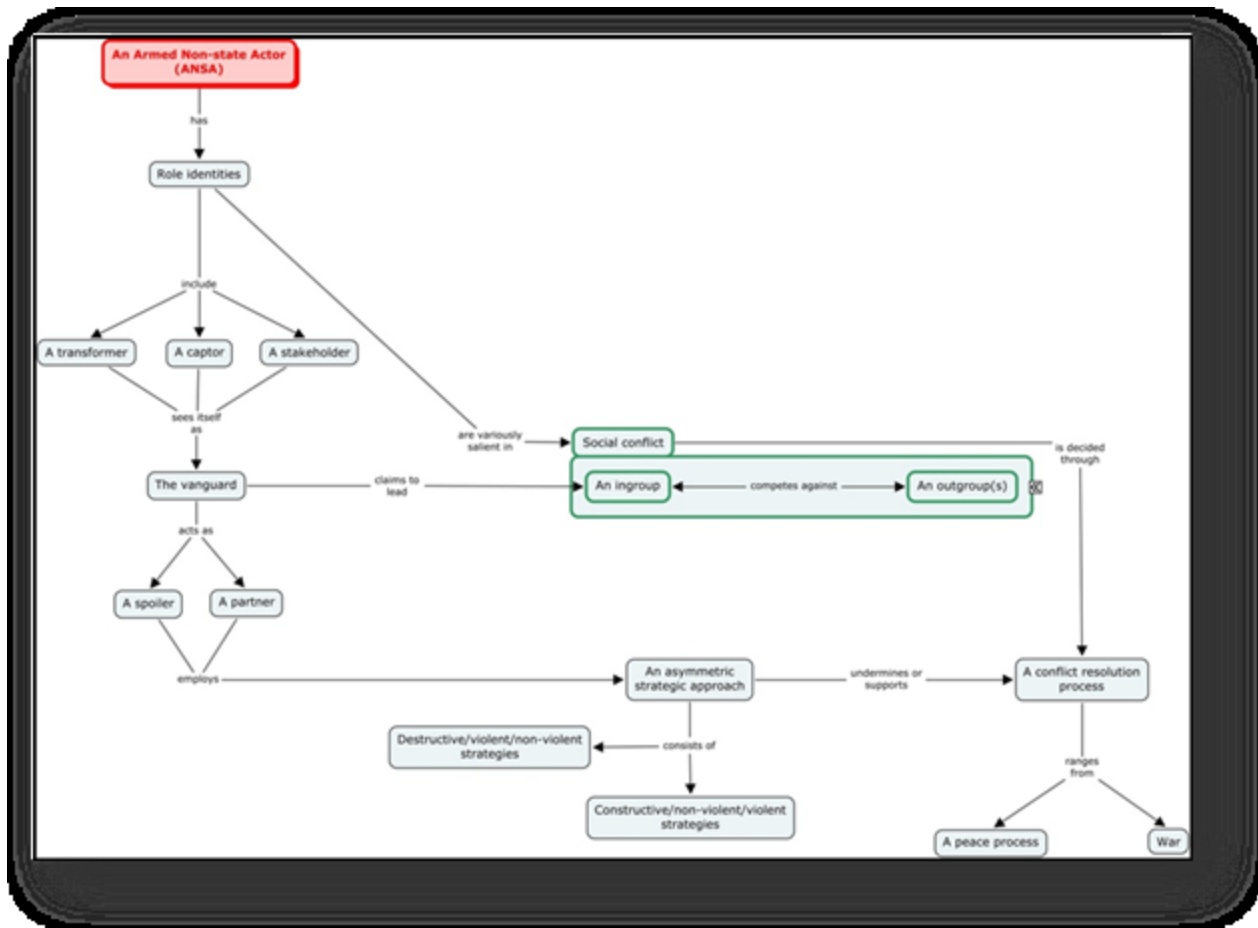 An Armed Non-state Actor
(ANSA)
has
Role identities
include
A transformer
A captor
A stakeholder
sees itself
as
are variously
salient in
Social conflict
is decided
through
The vanguard
claims to
lead
An ingroup
competes against
An outgroup(s)
acts as
A spoiler
A partner
employs
An asymmetric
strategic approach
undermines or
supports
A conflict resolution
process
Destructive/violent/non-violent
strategies
consists of
Constructive/non-violent/violent
strategies
ranges
from
A peace process
War